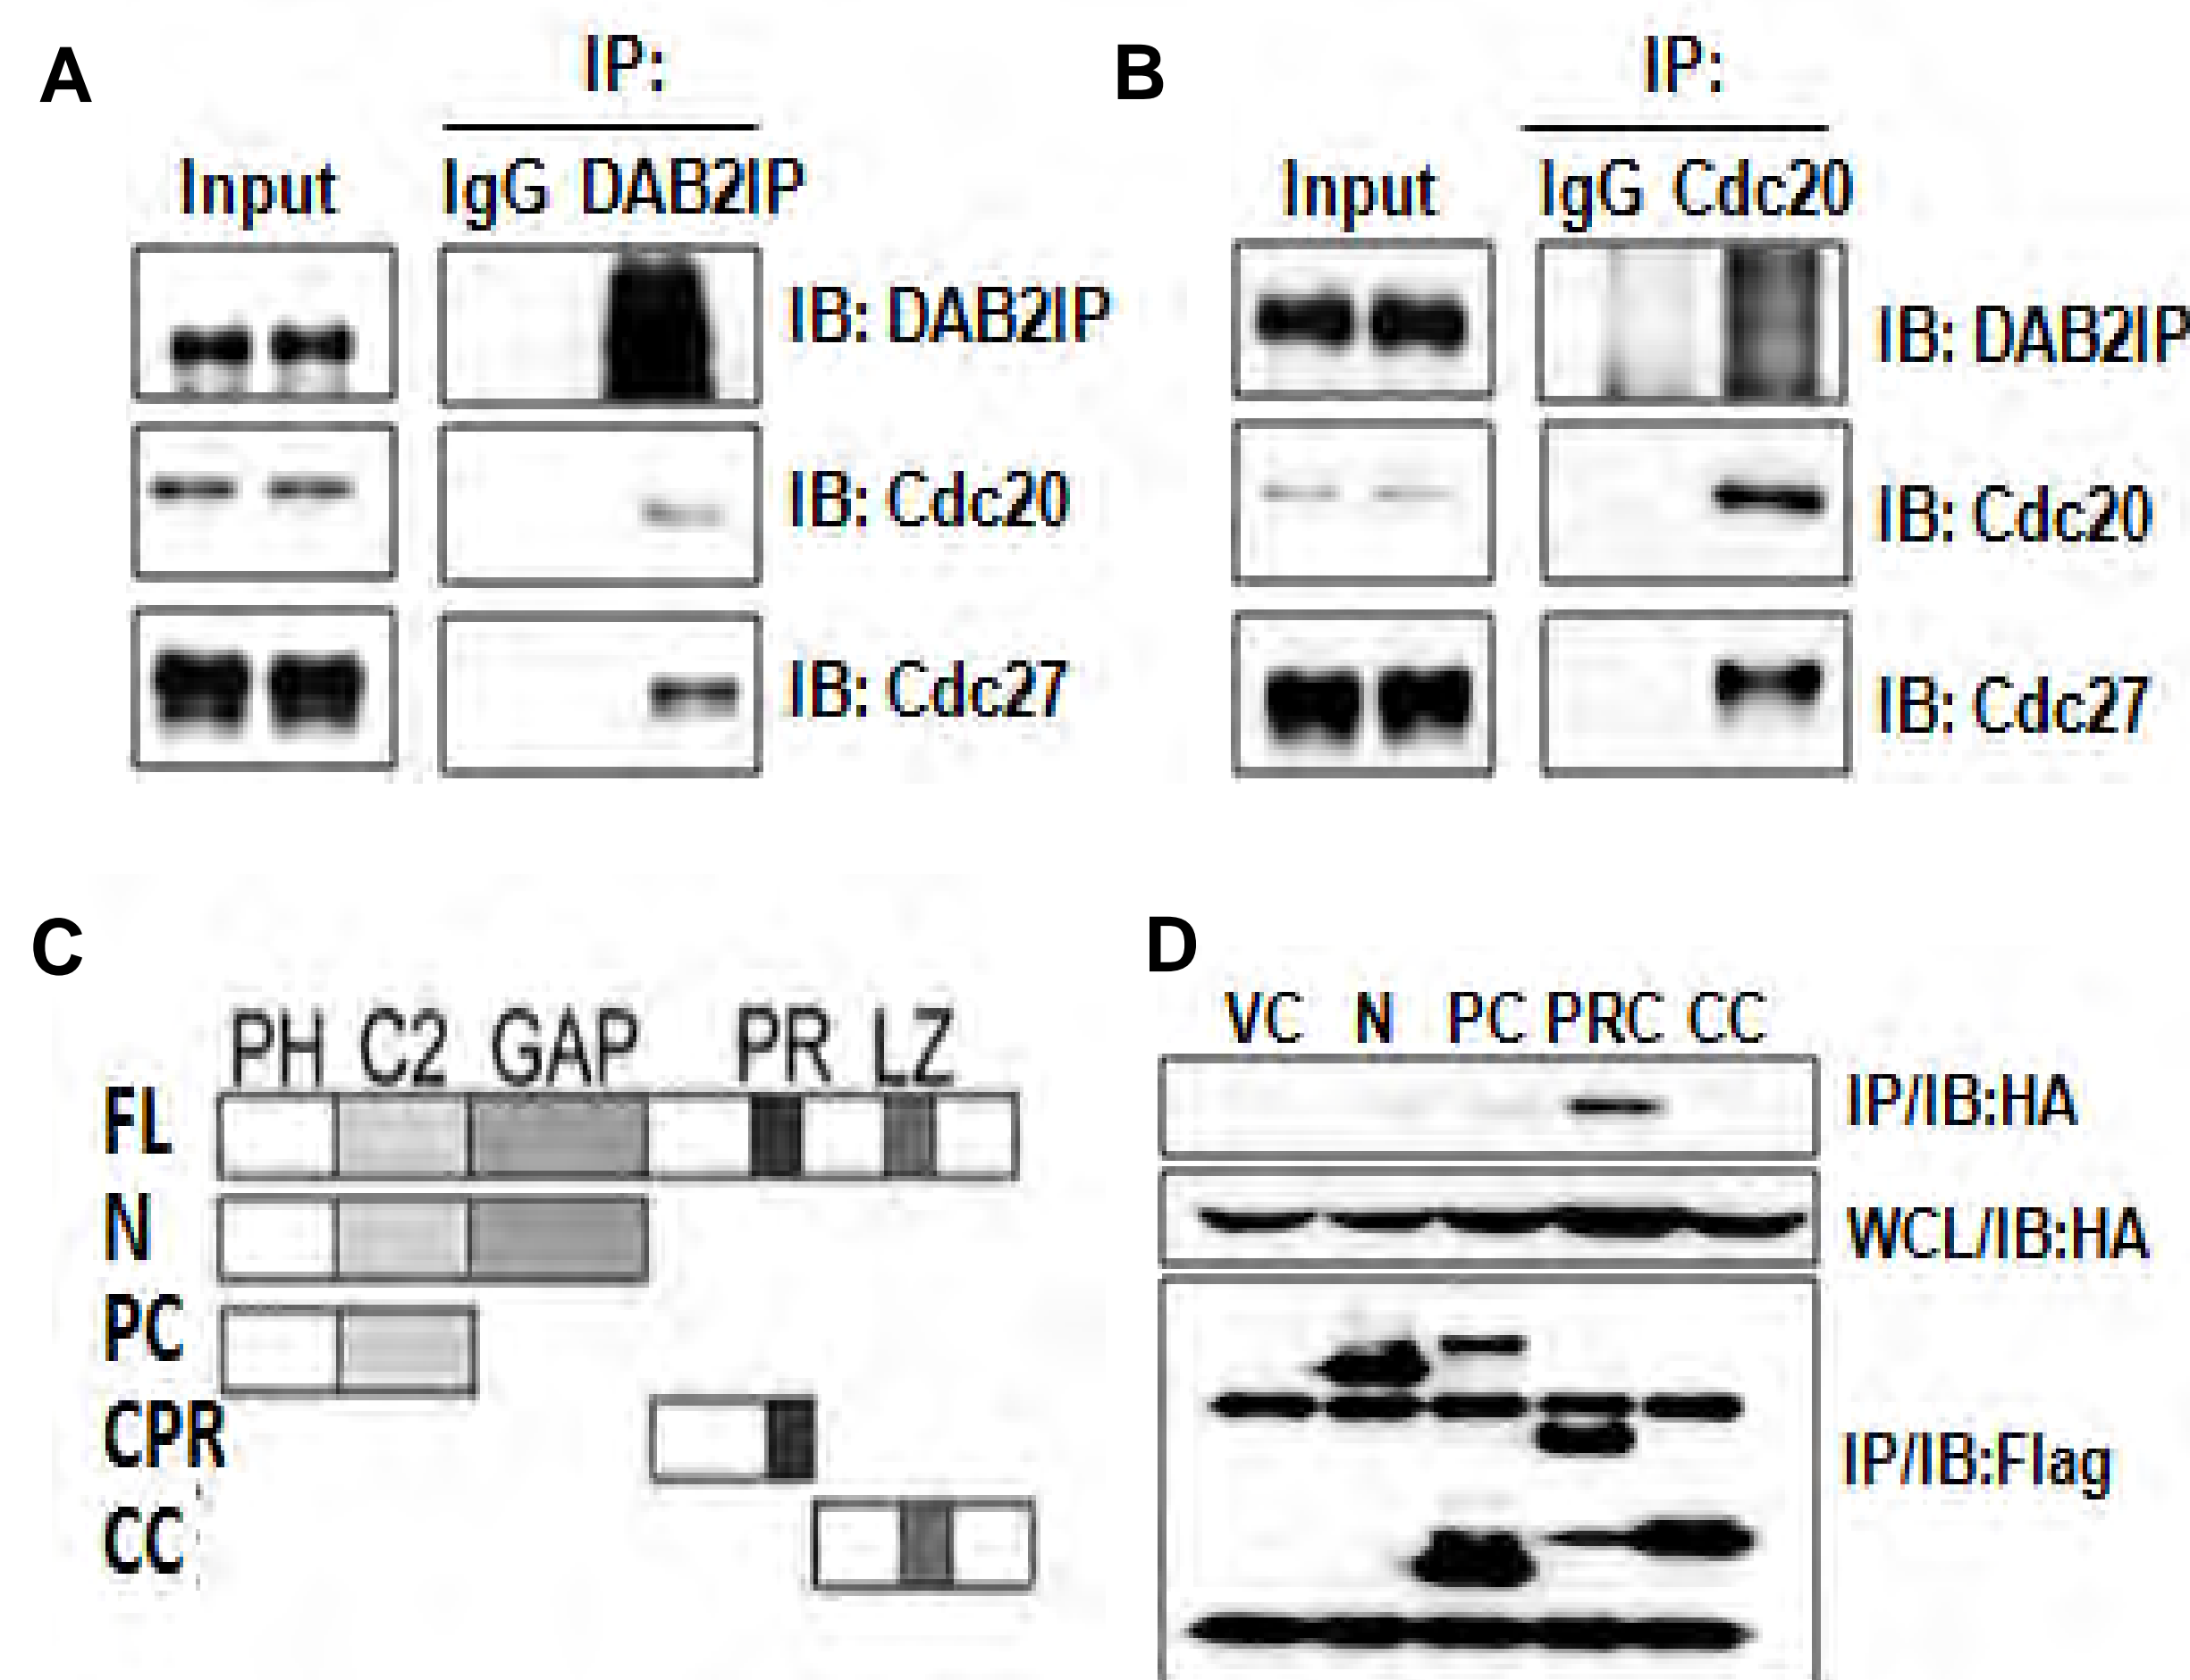 A
IP:
Input IgG DAB2IP
IB: DAB2IP
IB: Cdc20
IB: Cdc27
B
IP:
Input IgG Cdc20
IB: DAB2IP
IB: Cdc20
IB: Cdc27
C
PH C2 GAP PR LZ
FL
N
PC
CPR
CC
D
VC N PC PRC CC
IP/IB:HA
WCL/IB:HA
IP/IB:Flag